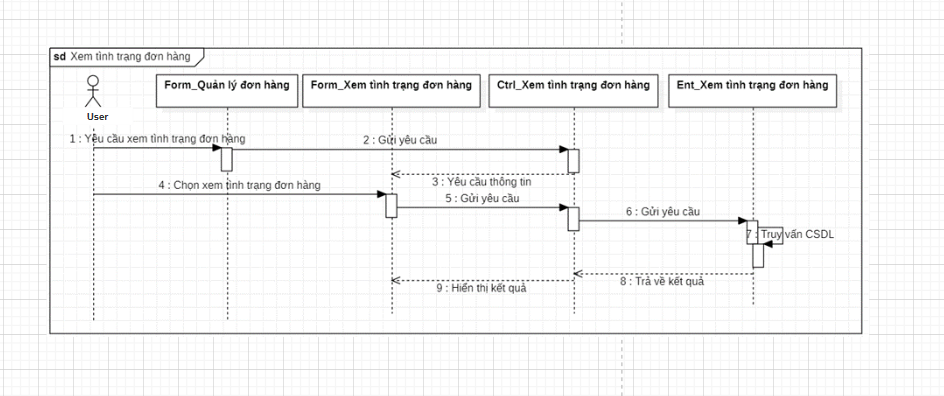 sd Xem tình trạng đơn hàng
User
Form_Quản lý đơn hàng
Form_Xem tình trạng đơn hàng
Ctrl_Xem tình trạng đơn hàng
Ent_Xem tình trạng đơn hàng
1 : Yêu cầu xem tình trạng đơn hàng
2 : Gửi yêu cầu
3 : Yêu cầu thông tin
4 : Chọn xem tình trạng đơn hàng
5 : Gửi yêu cầu
6 : Gửi yêu cầu
7 : Truy vấn CSDL
8 : Trả về kết quả
9 : Hiển thị kết quả